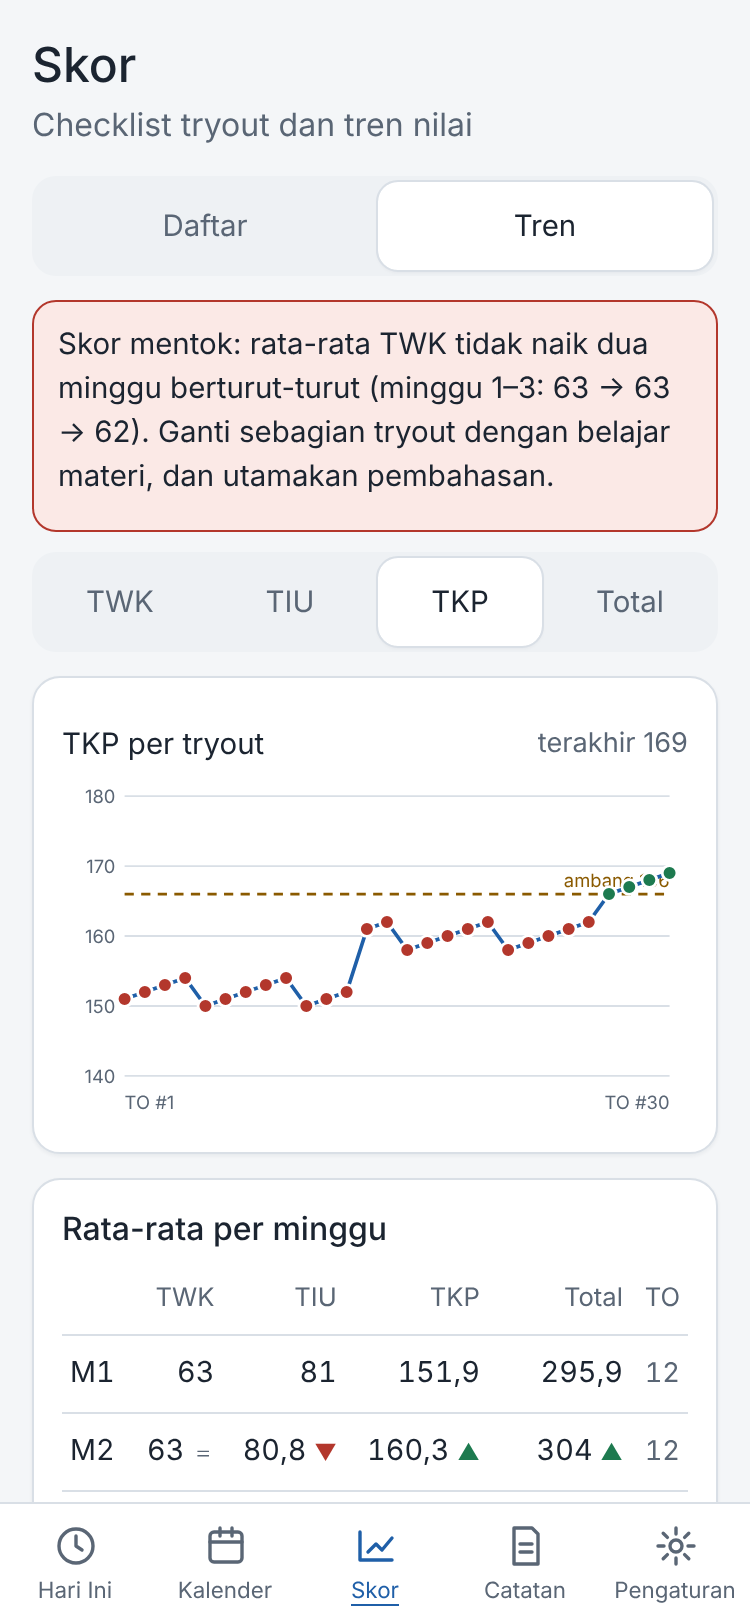 Skor
Checklist tryout dan tren nilai
Daftar
Tren
Skor mentok: rata-rata TWK tidak naik dua
minggu berturut-turut (minggu 1–3: 63 → 63
→ 62). Ganti sebagian tryout dengan belajar
materi, dan utamakan pembahasan.
TWK
TIU
TKP
Total
TKP per tryout
terakhir 169
180
170
ambang
160
150
140
TO #1
TO #30
Rata-rata per minggu
TWK TIU TKP Total TO
M1 63 81 151,9 295,9 12
M2 63 = 80,8 ▼ 160,3 ▲ 304 ▲ 12
Hari Ini
Kalender
Skor
Catatan
Pengaturan